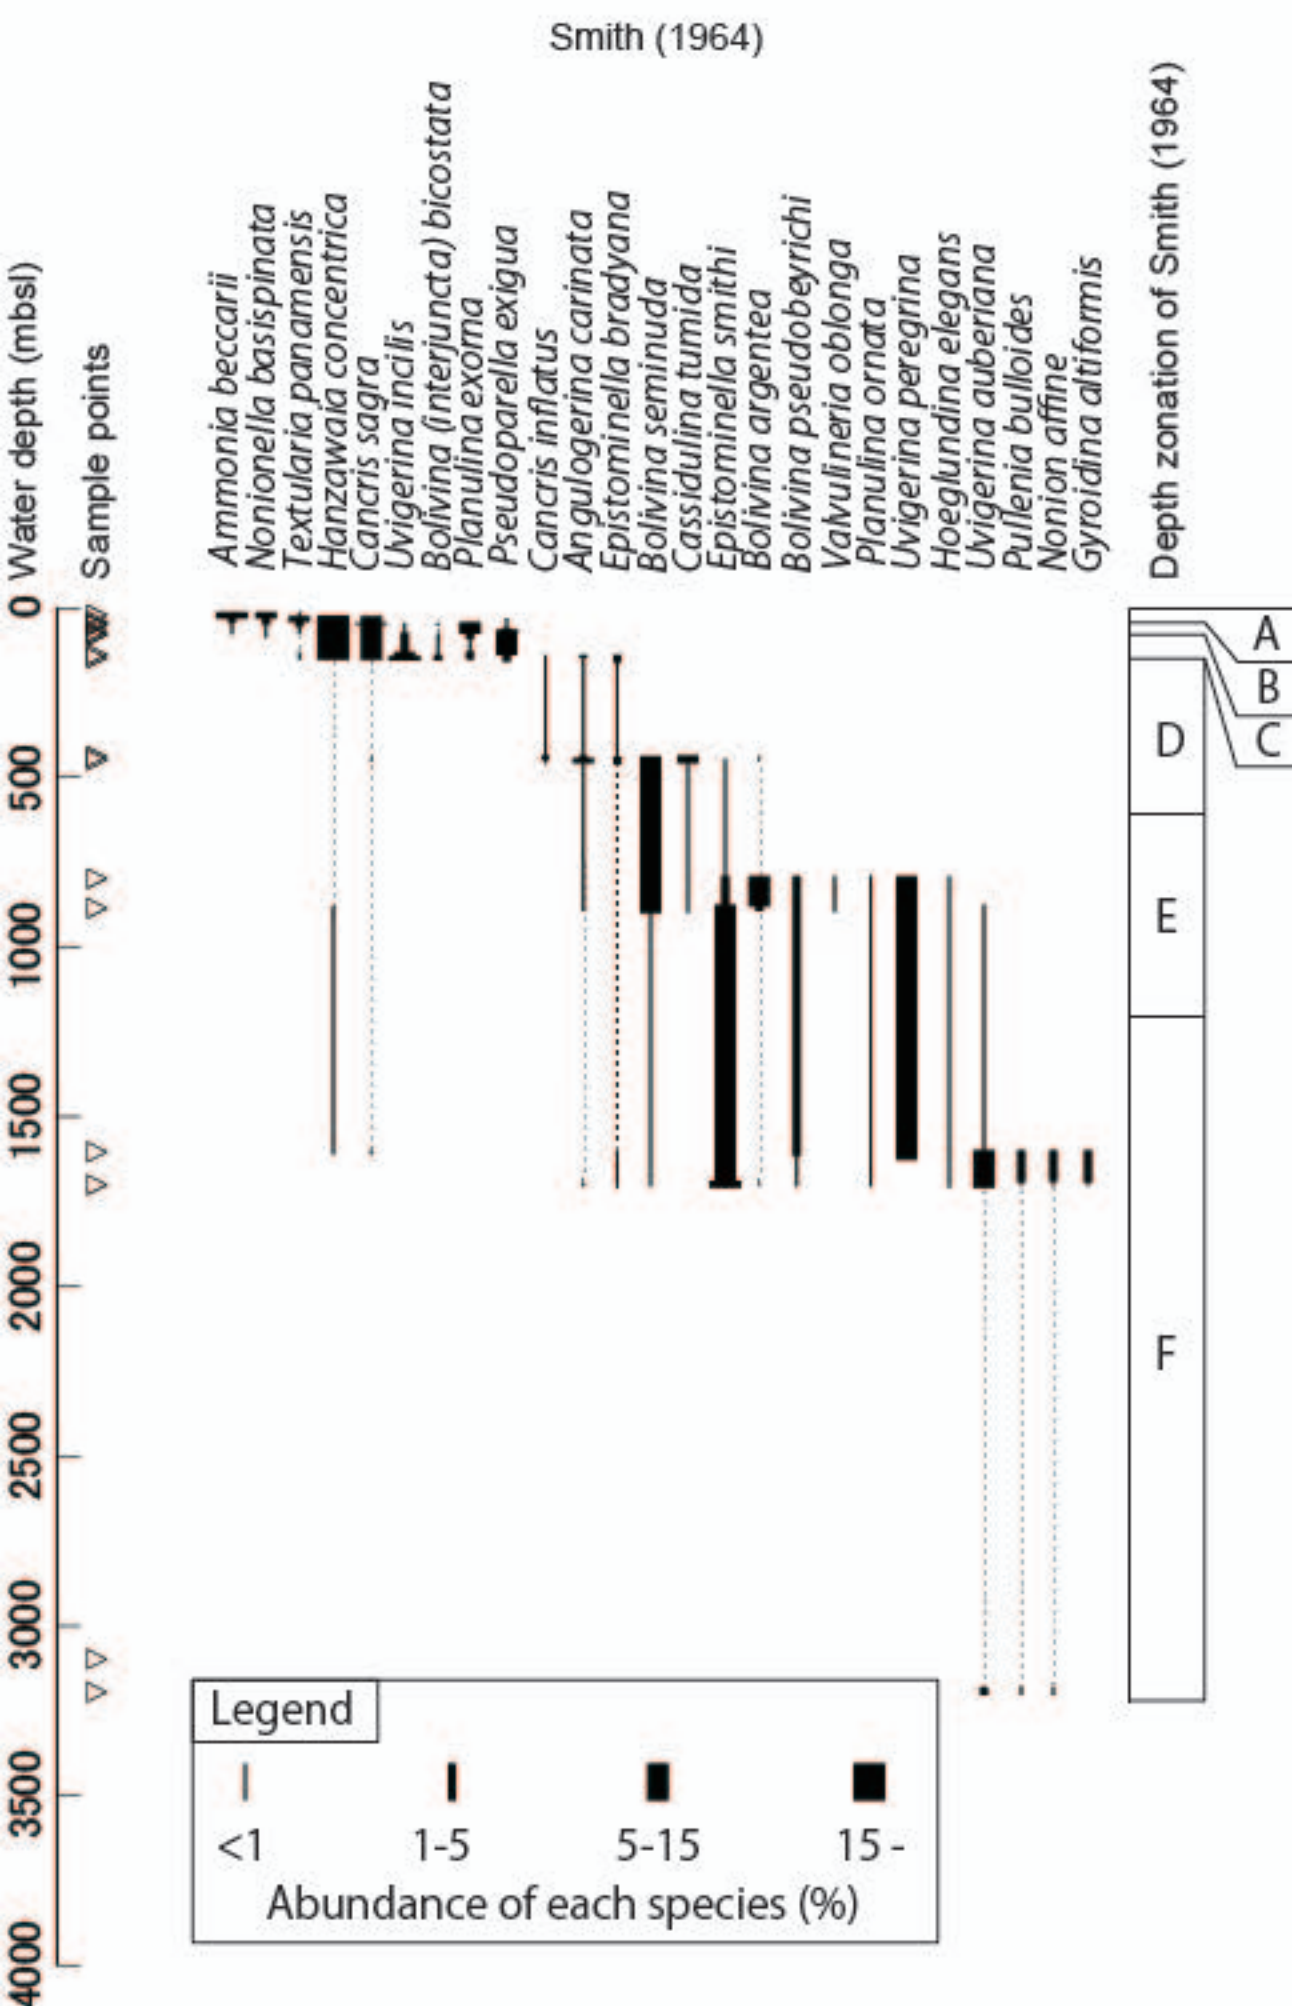 Smith (1964)
Water depth (mbsl)
Sample points
Ammonia beccarii
Nonionella basispinata
Textularia panamensis
Hanzawaia concentrica
Cancris sagra
Uvigerina incilis
Bolivina (interjuncta) bicostata
Planulina exorna
Pseudoparella exigua
Cancris inflatus
Angulogerina carinata
Epistominella bradyana
Bolivina seminuda
Cassidulina tumida
Epistominella smithi
Bolivina argentea
Bolivina pseudobeyrichi
Valvulineria oblonga
Planulina ornata
Uvigerina peregrina
Hoeglundina elegans
Uvigerina auberiana
Pullenia bulloides
Nonion affine
Gyroidina altiformis
Depth zonation of Smith (1964)
0
500
1000
1500
2000
2500
3000
3500
4000
A
B
C
D
E
F
Legend
<1 1-5 5-15 15 -
Abundance of each species (%)